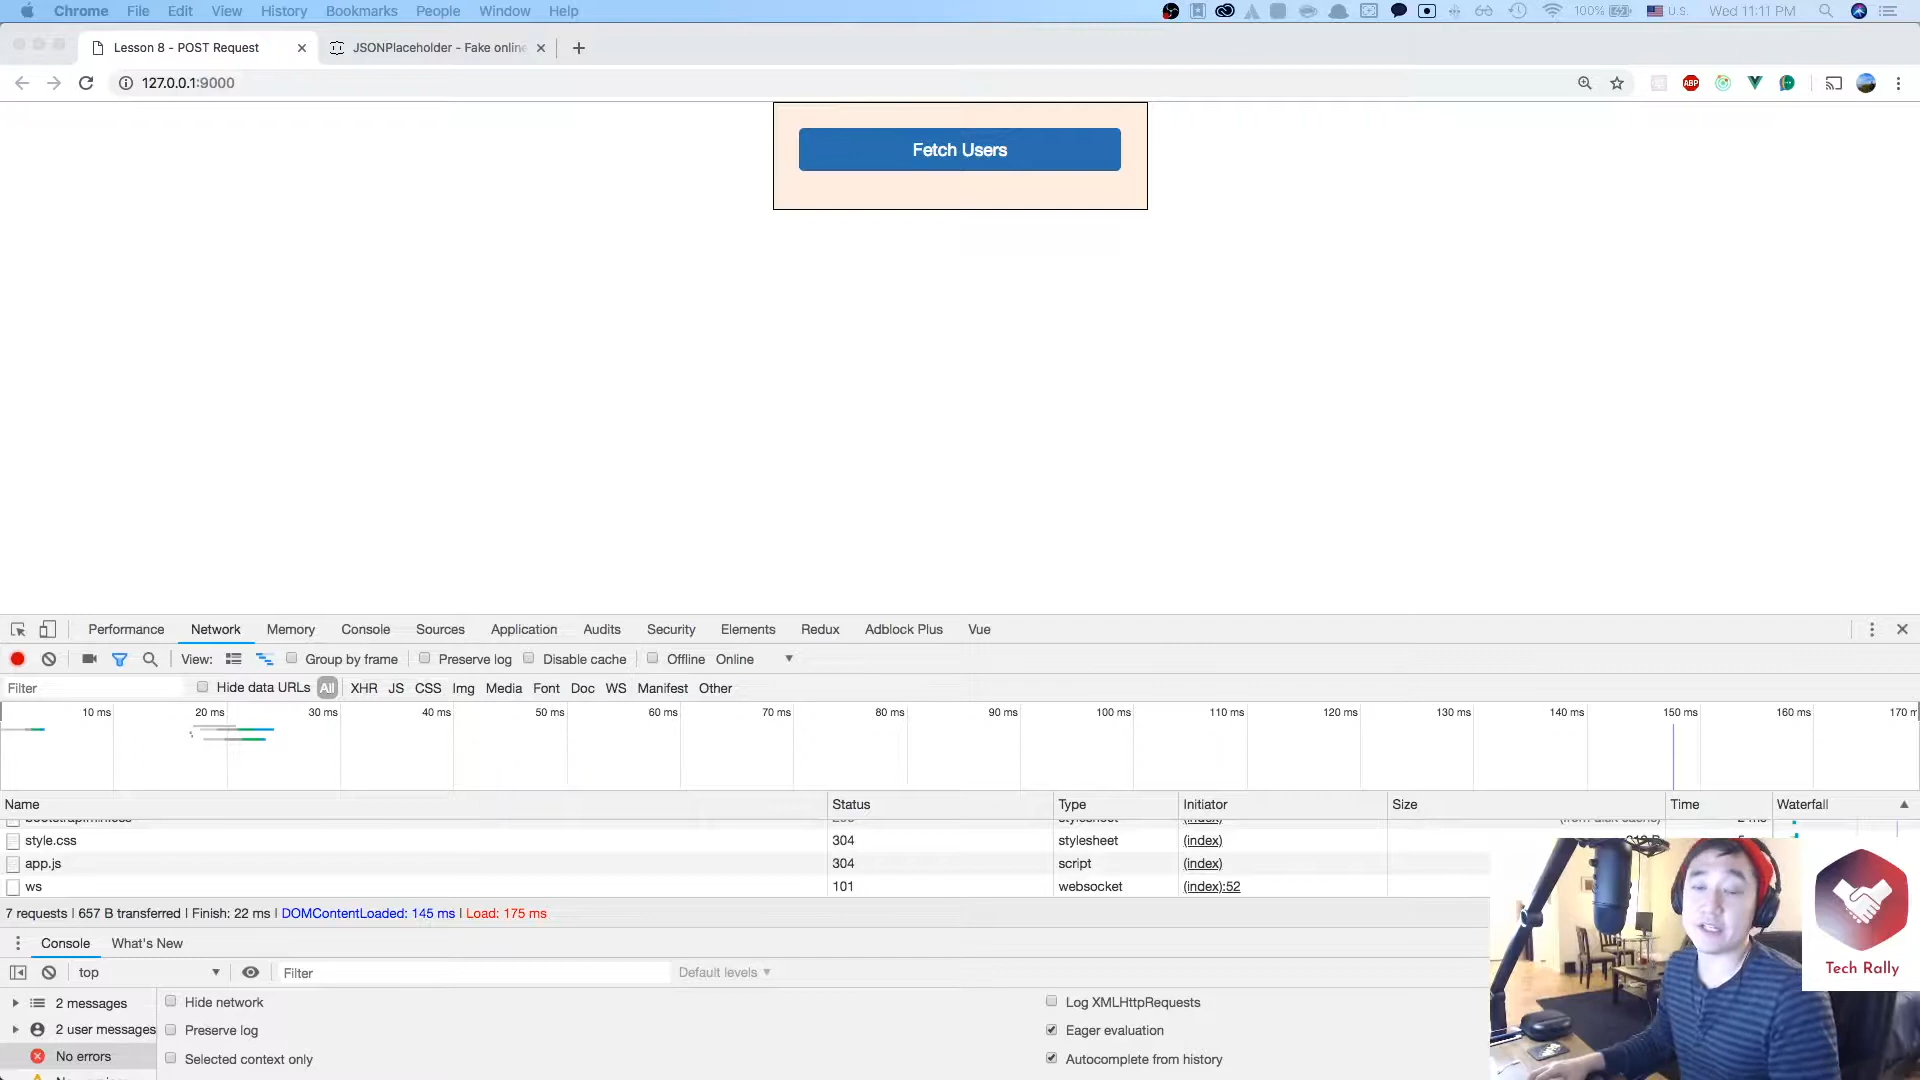 Chrome File Edit View History Bookmarks People Window Help 100% U.S. Wed 11:11 PM
Lesson 8 - POST Request JSONPlaceholder - Fake online
127.0.0.1:9000 ABP
Fetch Users
Performance Network Memory Console Sources Application Audits Security Elements Redux Adblock Plus Vue
View: Group by frame Preserve log Disable cache Offline Online
Filter Hide data URLs All XHR JS CSS Img Media Font Doc WS Manifest Other
10 ms 20 ms 30 ms 40 ms 50 ms 60 ms 70 ms 80 ms 90 ms 100 ms 110 ms 120 ms 130 ms 140 ms 150 ms 160 ms 170 m
Name Status Type Initiator Size Time Waterfall
style.css 304 stylesheet (index)
app.js 304 script (index)
ws 101 websocket (index):52
7 requests | 657 B transferred | Finish: 22 ms | DOMContentLoaded: 145 ms | Load: 175 ms
Console What's New
top Filter Default levels
2 messages Hide network Log XMLHttpRequests
2 user messages Preserve log Eager evaluation
No errors Selected context only Autocomplete from history
Tech Rally